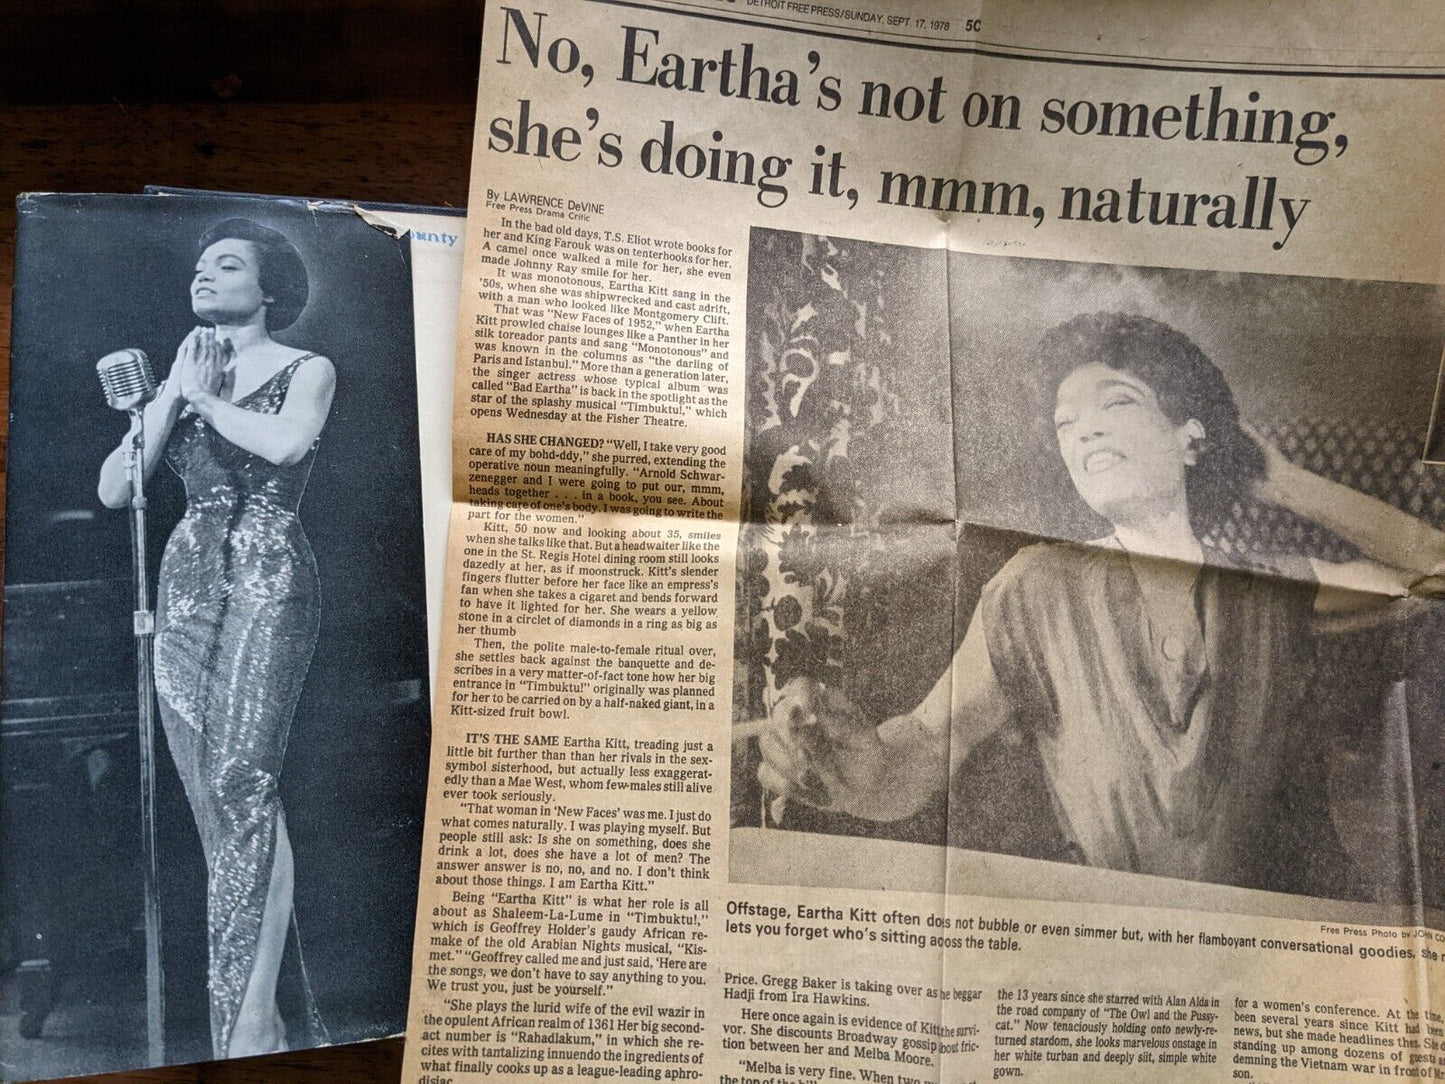 DETROIT FREE PRESS/SUNDAY, SEPT. 17, 1978 5C
No, Eartha's not on something,
she's doing it, mmm, naturally
By LAWRENCE DeVINE
Free Press Drama Critic
In the bad old days, T.S. Eliot wrote books for
her and King Farouk was on tenterhooks for her.
A camel once walked a mile for her, she even
made Johnny Ray smile for her.
It was monotonous, Eartha Kitt sang in the
'50s, when she was shipwrecked and cast adrift,
with a man who looked like Montgomery Clift.
That was "New Faces of 1952," when Eartha
Kitt prowled chaise lounges like a Panther in her
silk toreador pants and sang "Monotonous" and
was known in the columns as "the darling of
Paris and Istanbul." More than a generation later,
the singer actress whose typical album was
called "Bad Eartha" is back in the spotlight as the
star of the splashy musical "Timbuktu!," which
opens Wednesday at the Fisher Theatre.
HAS SHE CHANGED? "Well, I take very good
care of my bohd-ddy," she purred, extending the
operative noun meaningfully. "Arnold Schwar-
zenegger and I were going to put our, mmm,
heads together . . . in a book, you see. About
taking care of one's body. I was going to write the
part for the women."
Kitt, 50 now and looking about 35, smiles
when she talks like that. But a headwaiter like the
one in the St. Regis Hotel dining room still looks
dazedly at her, as if moonstruck. Kitt's slender
fingers flutter before her face like an empress's
fan when she takes a cigaret and bends forward
to have it lighted for her. She wears a yellow
stone in a circlet of diamonds in a ring as big as
her thumb
Then, the polite male-to-female ritual over,
she settles back against the banquette and de-
scribes in a very matter-of-fact tone how her big
entrance in "Timbuktu!" originally was planned
for her to be carried on by a half-naked giant, in a
Kitt-sized fruit bowl.
IT'S THE SAME Eartha Kitt, treading just a
little bit further than than her rivals in the sex-
symbol sisterhood, but actually less exaggerat-
edly than a Mae West, whom few males still alive
ever took seriously.
"That woman in 'New Faces' was me. I just do
what comes naturally. I was playing myself. But
people still ask: Is she on something, does she
drink a lot, does she have a lot of men? The
answer answer is no, no, and no. I don't think
about those things. I am Eartha Kitt."
Being "Eartha Kitt" is what her role is all
about as Shaleem-La-Lume in "Timbuktu!,"
which is Geoffrey Holder's gaudy African re-
make of the old Arabian Nights musical, "Kis-
met." "Geoffrey called me and just said, 'Here are
the songs, we don't have to say anything to you.
We trust you, just be yourself."
"She plays the lurid wife of the evil wazir in
the opulent African realm of 1361 Her big second-
act number is "Rahadlakum," in which she re-
cites with tantalizing innuendo the ingredients of
what finally cooks up as a league-leading aphro-
disiac
Free Press Photo by JOHN
Offstage, Eartha Kitt often does not bubble or even simmer but, with her flamboyant conversational goodies, she
lets you forget who's sitting across the table.
Price. Gregg Baker is taking over as he beggar
Hadji from Ira Hawkins.
Here once again is evidence of Kitt the survi-
vor. She discounts Broadway gossip about fric-
tion between her and Melba Moore.
"Melba is very fine. When two
the top of the bill
the 13 years since she starred with Alan Alda in
the road company of "The Owl and the Pussy-
cat." Now tenaciously holding onto newly-re-
turned stardom, she looks marvelous onstage in
her white turban and deeply slit, simple white
gown.
for a women's conference. At the time,
been several years since Kitt had been
news, but she made headlines then. She
standing up among dozens of guests
demning the Vietnam war in front of
son.
unty